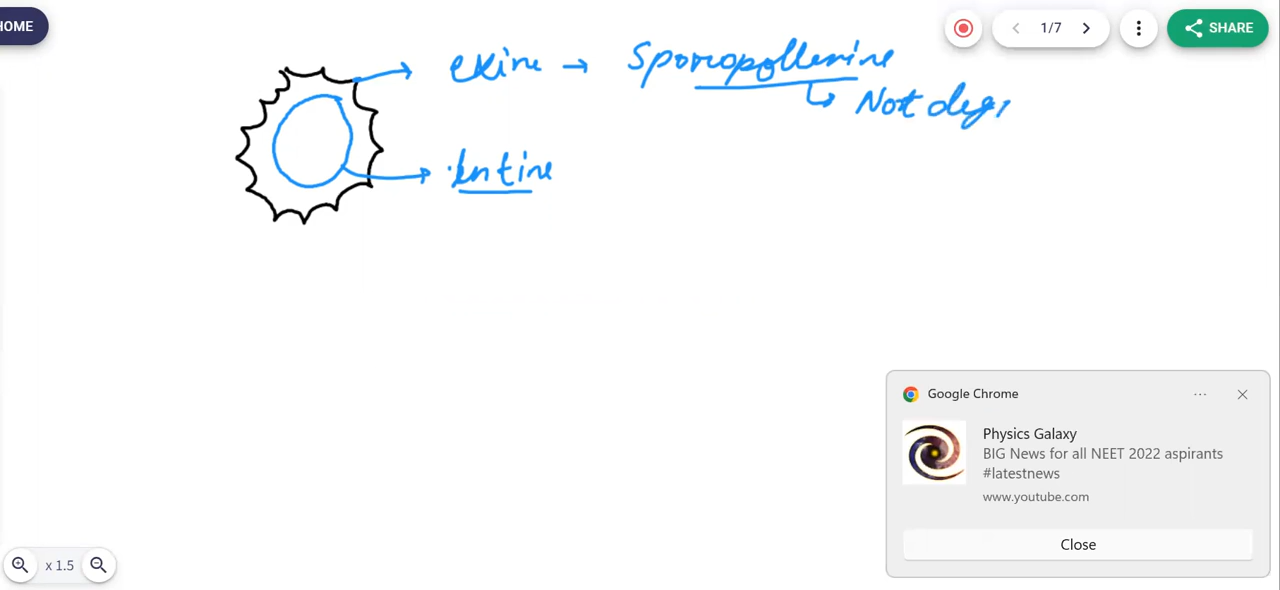 HOME
1/7
SHARE
exine → Sporopollenine
Not deg
intine
Google Chrome
Physics Galaxy
BIG News for all NEET 2022 aspirants
#latestnews
www.youtube.com
Close
x 1.5